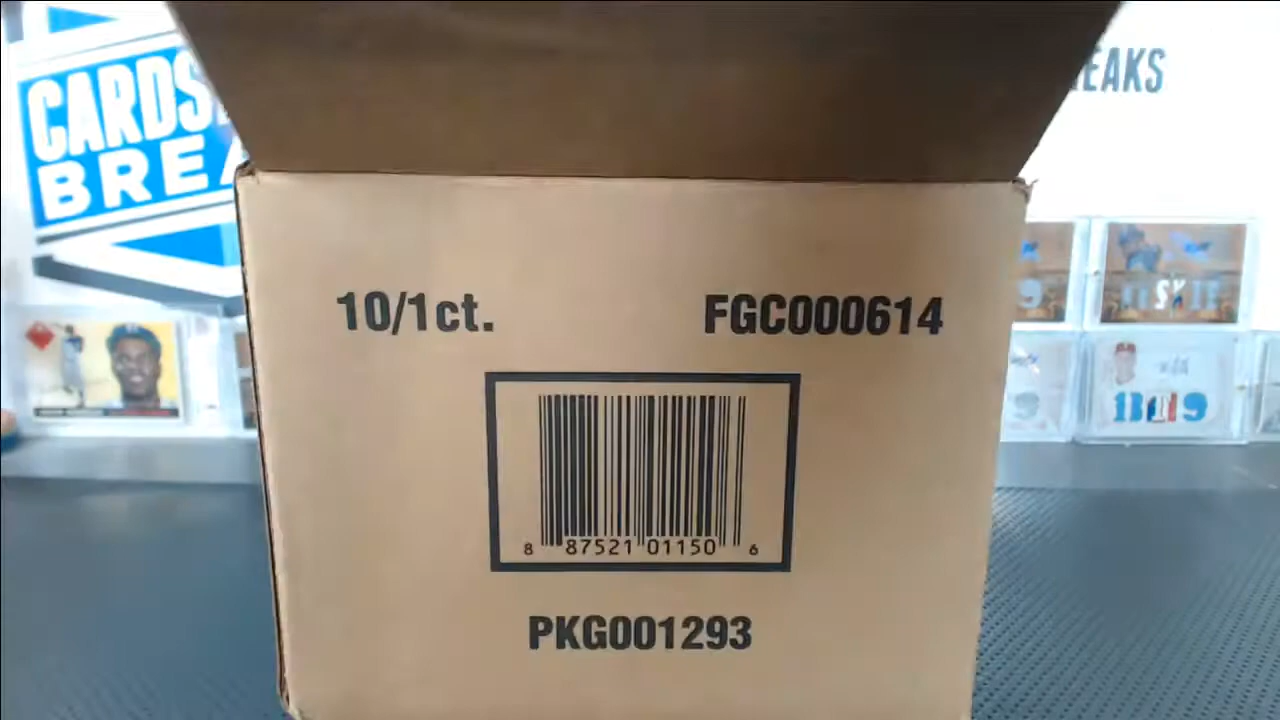 CARDS
BREA
EAKS
10/1ct.
FGC000614
8 87521 01150 6
PKG001293